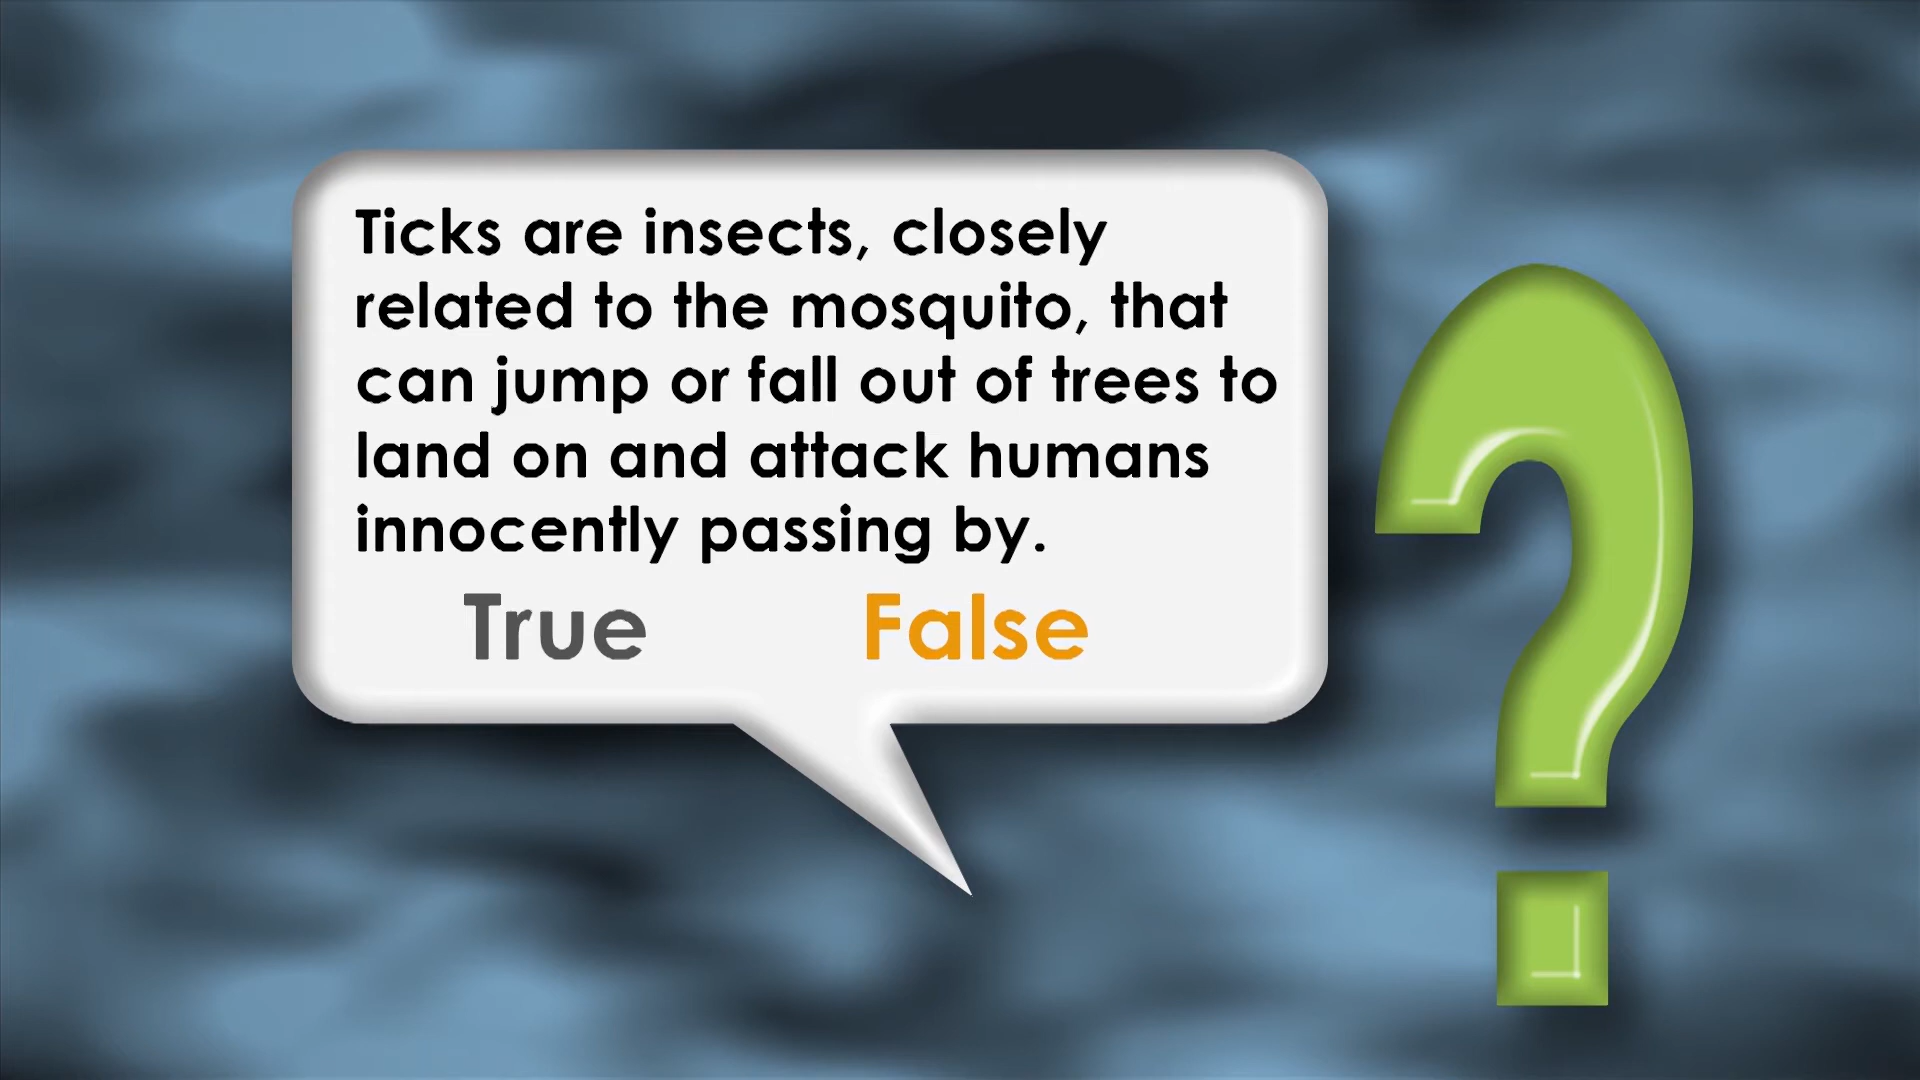 Ticks are insects, closely
related to the mosquito, that
can jump or fall out of trees to
land on and attack humans
innocently passing by.
True False
?